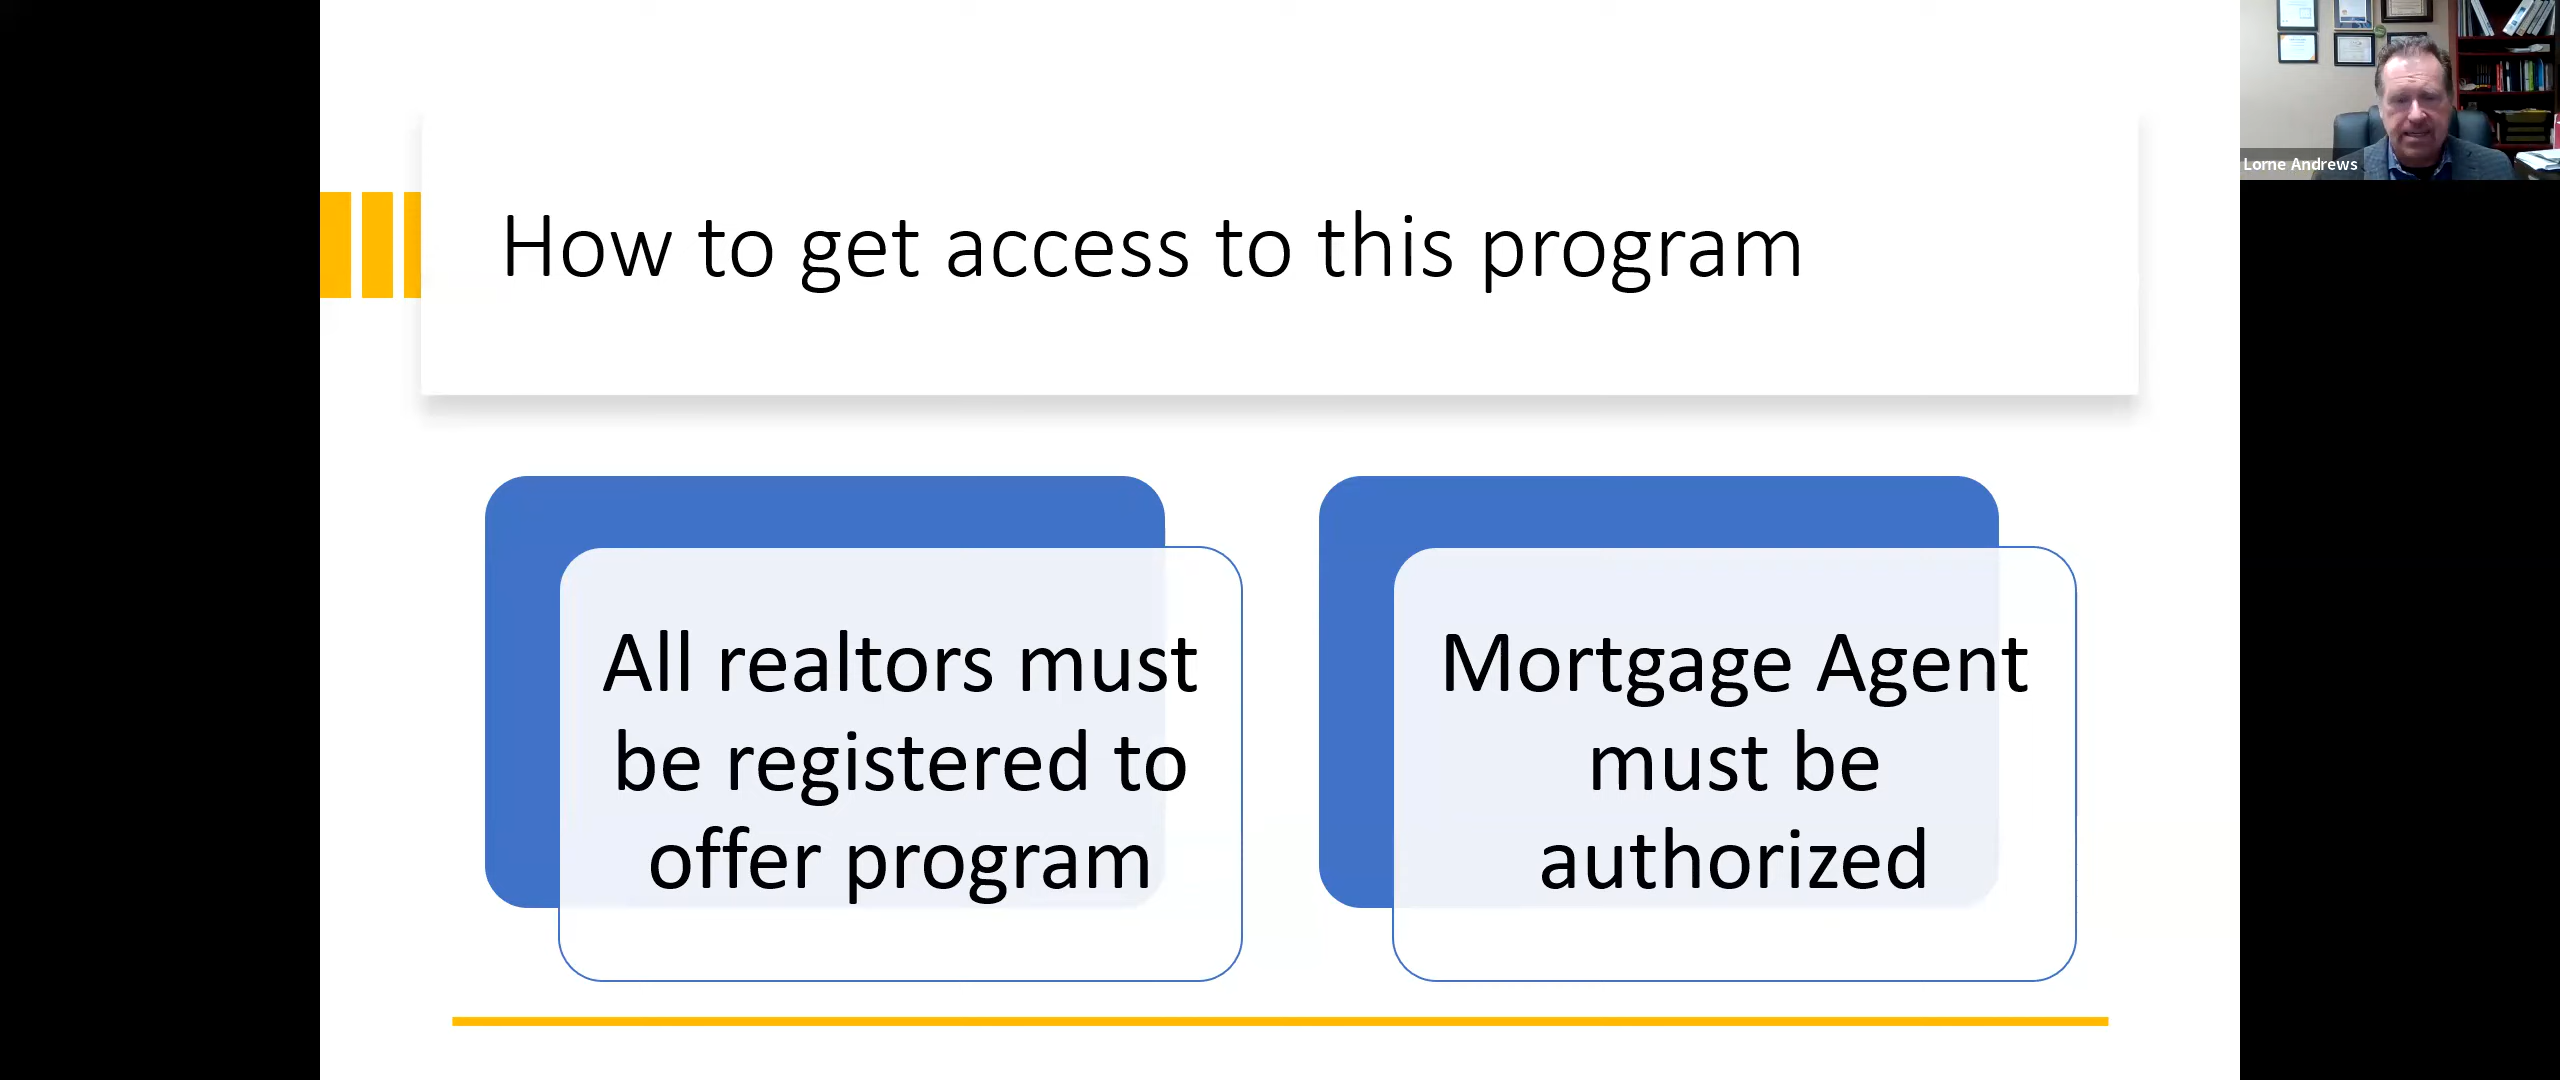 How to get access to this program
All realtors must
be registered to
offer program
Mortgage Agent
must be
authorized
Lorne Andrews